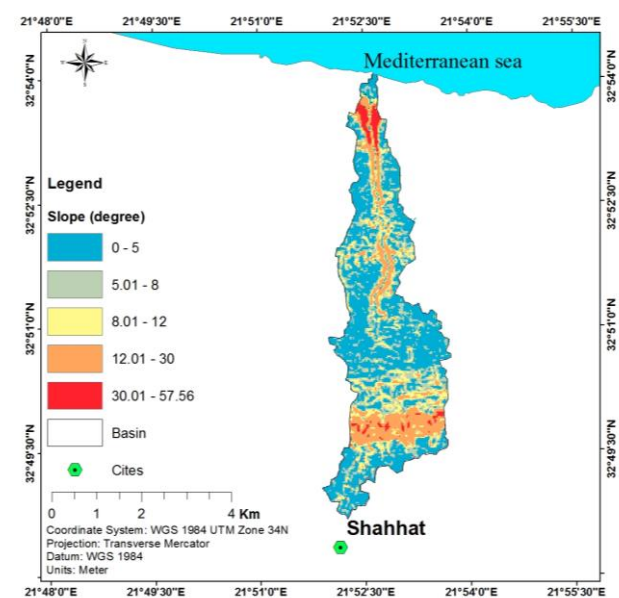 21°48'0"E 21°49'30"E 21°51'0"E 21°52'30"E 21°54'0"E 21°55'30"E
Mediterranean sea
32°54'0"N 32°54'0"N
32°52'30"N 32°52'30"N
32°51'0"N 32°51'0"N
32°49'30"N 32°49'30"N
Legend
Slope (degree)
0 - 5
5.01 - 8
8.01 - 12
12.01 - 30
30.01 - 57.56
Basin
Cites
0 0.5 1 2 4 Km
Coordinate System: WGS 1984 UTM Zone 34N
Projection: Transverse Mercator
Datum: WGS 1984
Units: Meter
Shahhat
21°48'0"E 21°49'30"E 21°51'0"E 21°52'30"E 21°54'0"E 21°55'30"E